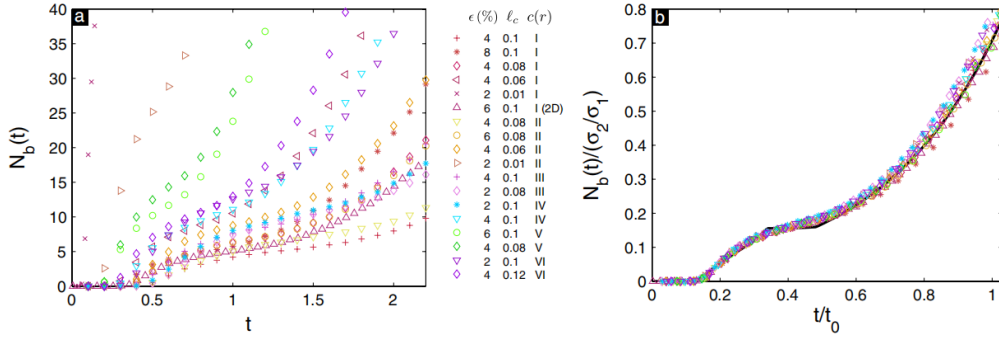 a
40
35
30
25
20
15
10
5
0
N_b(t)
0 0.5 1 1.5 2
t
ϵ(%) ℓ_c c(r)
4 0.1 I
8 0.1 I
4 0.08 I
4 0.06 I
2 0.01 I
6 0.1 I (2D)
4 0.08 II
6 0.08 II
4 0.06 II
2 0.01 II
4 0.1 III
2 0.08 III
2 0.1 IV
4 0.1 IV
6 0.1 V
4 0.08 V
2 0.1 VI
4 0.12 VI
b
0.8
0.7
0.6
0.5
0.4
0.3
0.2
0.1
0
N_b(t)/(σ_2/σ_1)
0 0.2 0.4 0.6 0.8 1
t/t_0